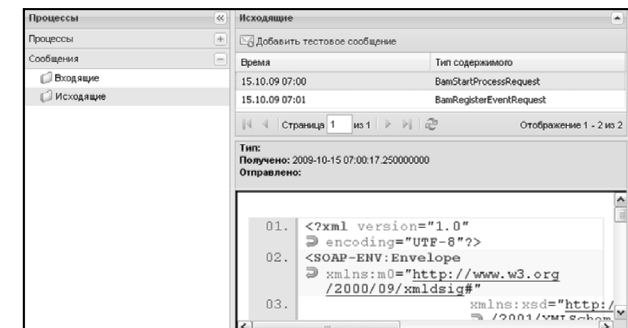 Процессы
Процессы
Сообщения
Входящие
Исходящие
Исходящие
Добавить тестовое сообщение
Время Тип содержимого
15.10.09 07:00 BamStartProcessRequest
15.10.09 07:01 BamRegisterEventRequest
Страница 1 из 1 Отображение 1 - 2 из 2
Тип:
Получено: 2009-10-15 07:00:17.250000000
Отправлено:
01. <?xml version="1.0"
encoding="UTF-8"?>
02. <SOAP-ENV:Envelope
xmlns:m0="http://www.w3.org
/2000/09/xmldsig#"
03. xmlns:xsd="http:/
/2001/XMLSchem